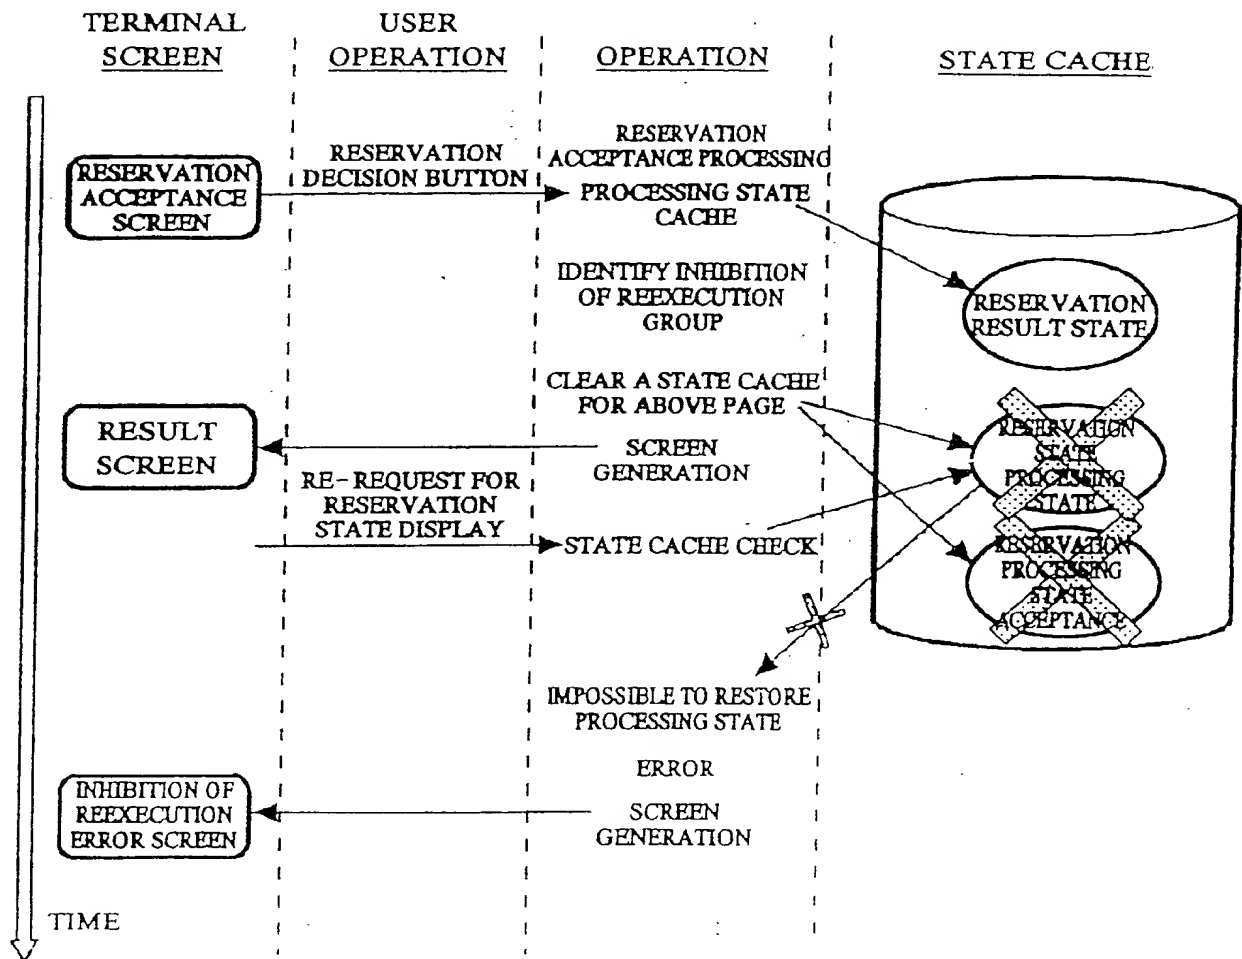 TERMINAL
SCREEN
USER
OPERATION
OPERATION
STATE CACHE
RESERVATION
ACCEPTANCE
SCREEN
RESERVATION
DECISION BUTTON
RESERVATION
ACCEPTANCE PROCESSING
PROCESSING STATE
CACHE
IDENTIFY INHIBITION
OF REEXECUTION
GROUP
RESERVATION
RESULT STATE
CLEAR A STATE CACHE
FOR ABOVE PAGE
RESULT
SCREEN
SCREEN
GENERATION
RESERVATION
STATE
PROCESSING
STATE
RE-REQUEST FOR
RESERVATION
STATE DISPLAY
STATE CACHE CHECK
RESERVATION
PROCESSING
STATE
ACCEPTANCE
IMPOSSIBLE TO RESTORE
PROCESSING STATE
ERROR
SCREEN
GENERATION
INHIBITION OF
REEXECUTION
ERROR SCREEN
TIME